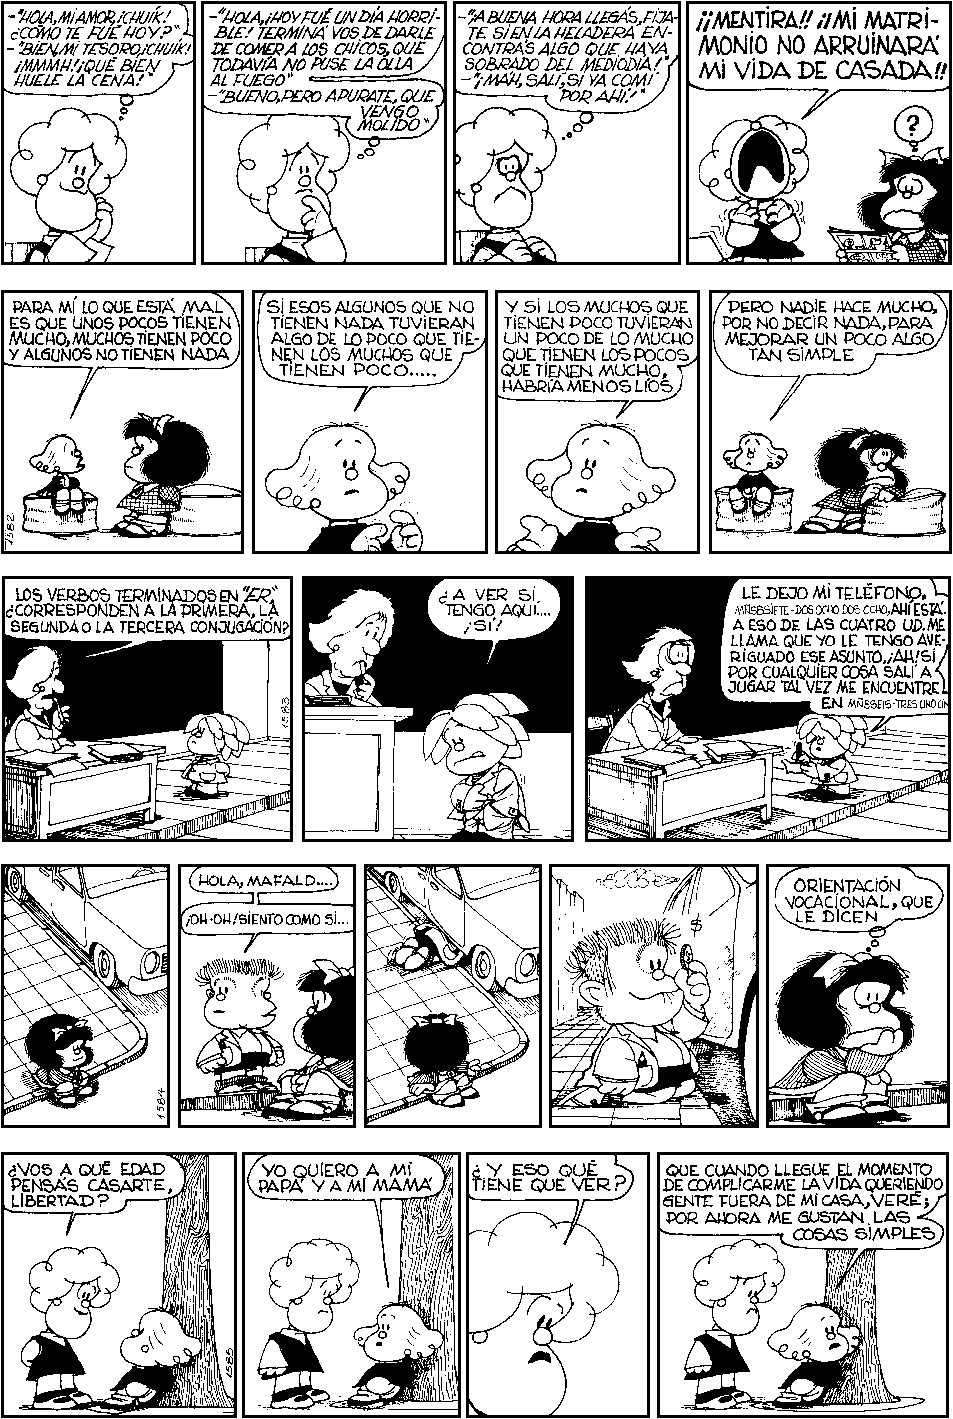 -"HOLA, MI AMOR, ¡CHUIK!
¿COMO TE FUE HOY?"
-"BIEN, MI TESORO, ¡CHUIK!
¡MMMH! ¡QUÉ BIEN
HUELE LA CENA!"
-"HOLA, ¡HOY FUÉ UN DÍA HORRI-
BLE! TERMINÁ VOS DE DARLE
DE COMER A LOS CHICOS, QUE
TODAVÍA NO PUSE LA OLLA
AL FUEGO"
-"BUENO, PERO APURATE, QUE
VENGO
MOLIDO"
-"¡A BUENA HORA LLEGÁS, FIJA-
TE SI EN LA HELADERA EN-
CONTRÁS ALGO QUE HAYA
SOBRADO DEL MEDIODÍA!"
-"¡MAH, SALÍ, SI YA COMÍ
POR AHÍ!"
¡¡MENTIRA!! ¡¡MI MATRI-
MONIO NO ARRUINARÁ
MI VIDA DE CASADA!!
?
PARA MÍ LO QUE ESTÁ MAL
ES QUE UNOS POCOS TIENEN
MUCHO, MUCHOS TIENEN POCO
Y ALGUNOS NO TIENEN NADA
1582
SI ESOS ALGUNOS QUE NO
TIENEN NADA TUVIERAN
ALGO DE LO POCO QUE TIE-
NEN LOS MUCHOS QUE
TIENEN POCO.....
Y SI LOS MUCHOS QUE
TIENEN POCO TUVIERAN
UN POCO DE LO MUCHO
QUE TIENEN LOS POCOS
QUE TIENEN MUCHO,
HABRÍA MENOS LÍOS
PERO NADIE HACE MUCHO,
POR NO DECIR NADA, PARA
MEJORAR UN POCO ALGO
TAN SIMPLE
LOS VERBOS TERMINADOS EN "ER,"
¿CORRESPONDEN A LA PRIMERA, LA
SEGUNDA O LA TERCERA CONJUGACIÓN?
1583
¿A VER SI
TENGO AQUÍ....
¡SÍ!
LE DEJO MI TELÉFONO,
MÑSSSIETE-DOS OCHO DOS OCHO, AHÍ ESTÁ.
A ESO DE LAS CUATRO UD. ME
LLAMA QUE YO LE TENGO AVE-
RIGUADO ESE ASUNTO, ¡AH! SI
POR CUALQUIER COSA SALÍ A
JUGAR TAL VEZ ME ENCUENTRE
EN MÑSSEIS-TRES UNO UN
1584
HOLA, MAFALD....
¡OH-OH! SIENTO COMO SI...
$
ORIENTACIÓN
VOCACIONAL, QUE
LE DICEN
¿VOS A QUÉ EDAD
PENSÁS CASARTE,
LIBERTAD?
1585
YO QUIERO A MI
PAPÁ Y A MI MAMÁ
¿Y ESO QUÉ
TIENE QUE VER?
QUE CUANDO LLEGUE EL MOMENTO
DE COMPLICARME LA VIDA QUERIENDO
GENTE FUERA DE MI CASA, VERÉ;
POR AHORA ME GUSTAN LAS
COSAS SIMPLES